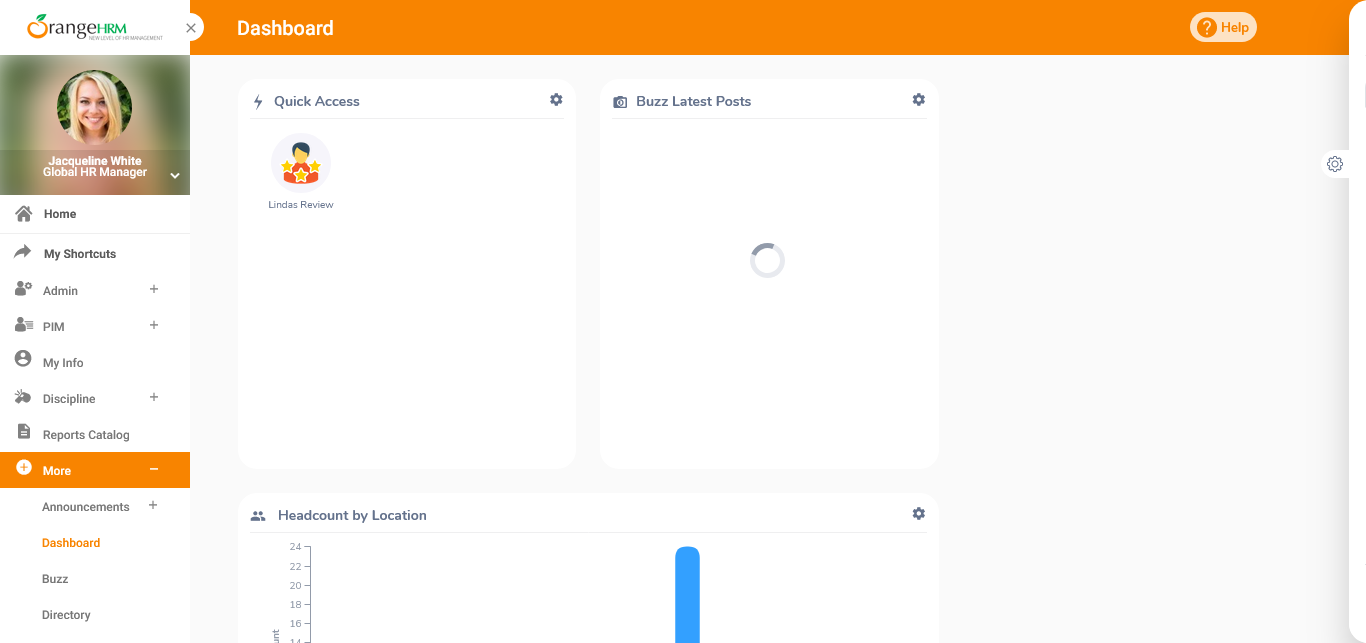 OrangeHRM
NEW LEVEL OF HR MANAGEMENT
Dashboard
Help
Jacqueline White
Global HR Manager
Home
My Shortcuts
Admin
PIM
My Info
Discipline
Reports Catalog
More
Announcements
Dashboard
Buzz
Directory
Quick Access
Lindas Review
Buzz Latest Posts
Headcount by Location
24
22
20
18
16
14